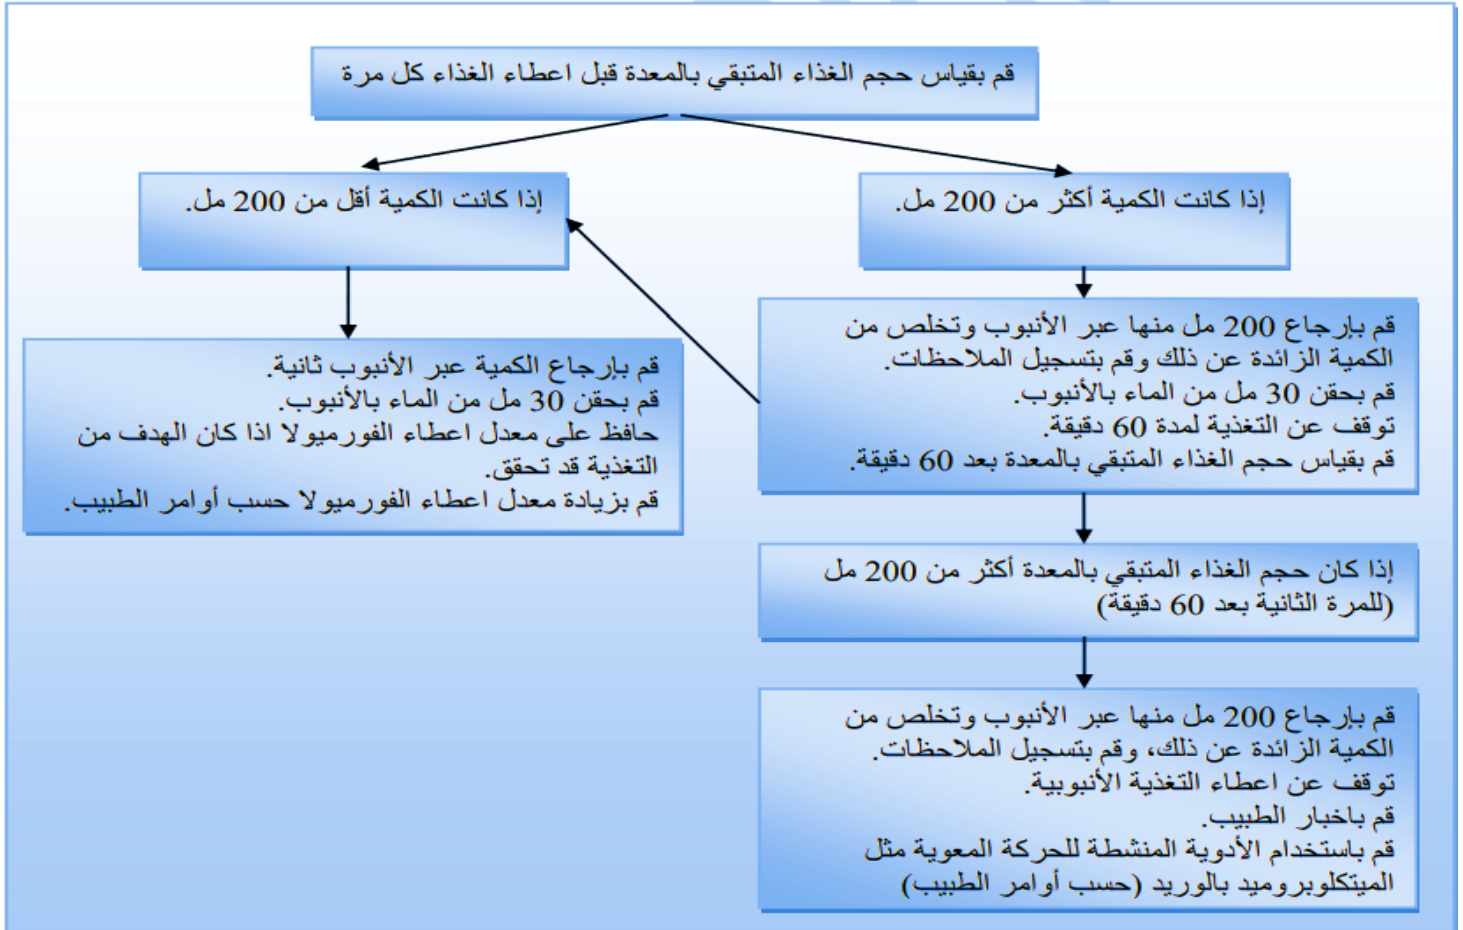 قم بقياس حجم الغذاء المتبقي بالمعدة قبل اعطاء الغذاء كل مرة
إذا كانت الكمية أكثر من 200 مل.
إذا كانت الكمية أقل من 200 مل.
قم بإرجاع 200 مل منها عبر الأنبوب وتخلص من
الكمية الزائدة عن ذلك وقم بتسجيل الملاحظات.
قم بحقن 30 مل من الماء بالأنبوب.
توقف عن التغذية لمدة 60 دقيقة.
قم بقياس حجم الغذاء المتبقي بالمعدة بعد 60 دقيقة.
قم بإرجاع الكمية عبر الأنبوب ثانية.
قم بحقن 30 مل من الماء بالأنبوب.
حافظ على معدل اعطاء الفورميولا اذا كان الهدف من
التغذية قد تحقق.
قم بزيادة معدل اعطاء الفورميولا حسب أوامر الطبيب.
إذا كان حجم الغذاء المتبقي بالمعدة أكثر من 200 مل
(للمرة الثانية بعد 60 دقيقة)
قم بإرجاع 200 مل منها عبر الأنبوب وتخلص من
الكمية الزائدة عن ذلك، وقم بتسجيل الملاحظات.
توقف عن اعطاء التغذية الأنبوبية.
قم باخبار الطبيب.
قم باستخدام الأدوية المنشطة للحركة المعوية مثل
الميتكلوبروميد بالوريد (حسب أوامر الطبيب)